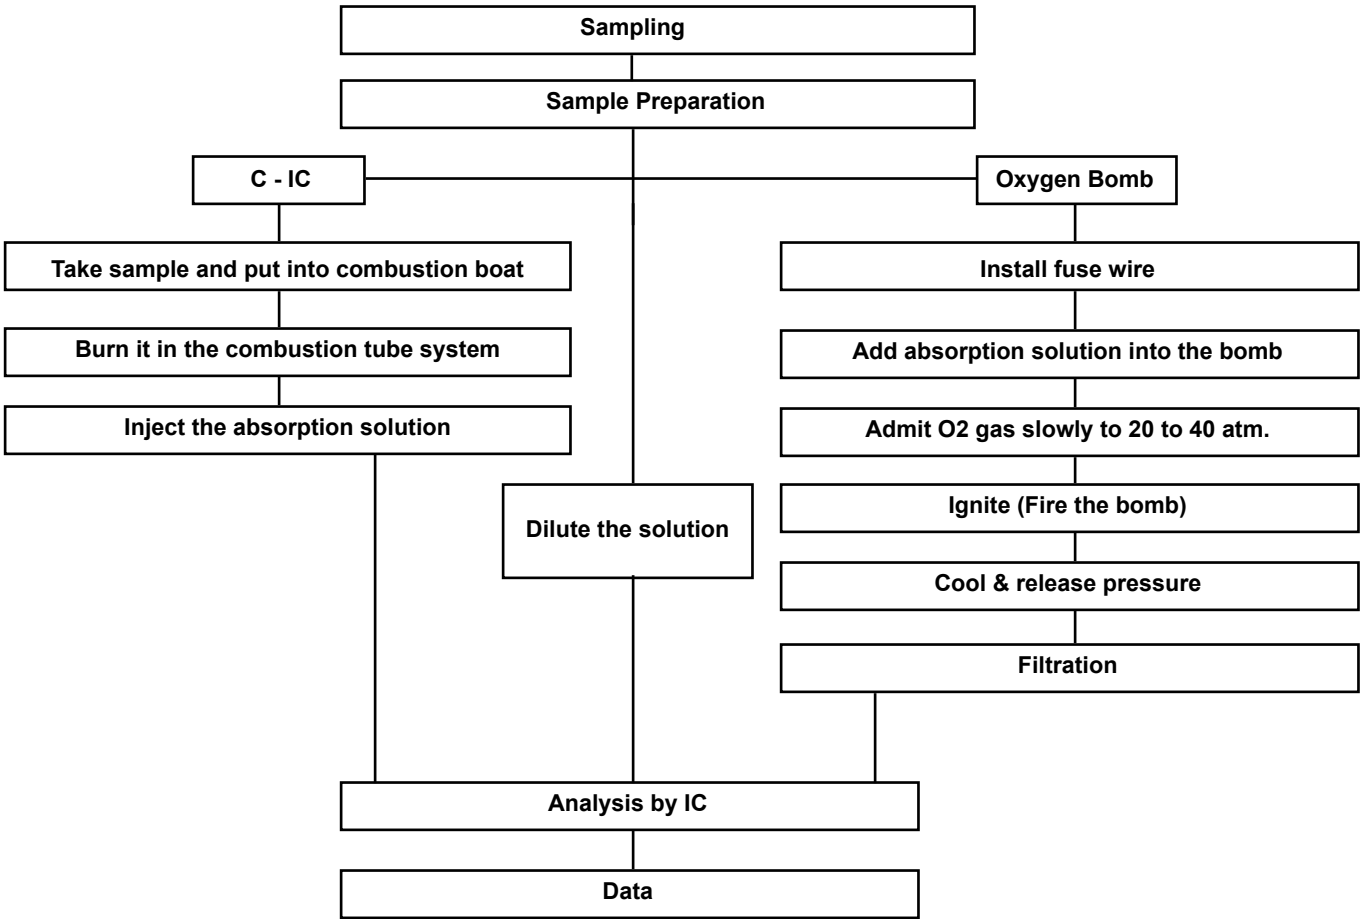 Sampling
Sample Preparation
C - IC
Oxygen Bomb
Take sample and put into combustion boat
Burn it in the combustion tube system
Inject the absorption solution
Dilute the solution
Install fuse wire
Add absorption solution into the bomb
Admit O2 gas slowly to 20 to 40 atm.
Ignite (Fire the bomb)
Cool & release pressure
Filtration
Analysis by IC
Data